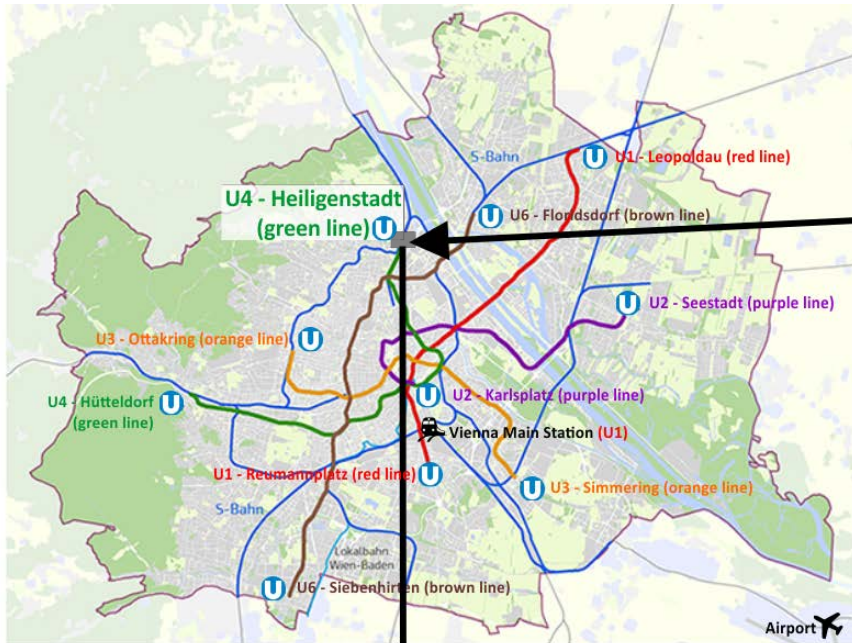 S-Bahn
U
U1 - Leopoldau (red line)
U4 - Heiligenstadt
(green line)
U
U
U6 - Floridsdorf (brown line)
U
U2 - Seestadt (purple line)
U3 - Ottakring (orange line)
U
U4 - Hütteldorf
(green line)
U
U
U2 - Karlsplatz (purple line)
Vienna Main Station (U1)
U1 - Reumannplatz (red line)
U
U
U3 - Simmering (orange line)
S-Bahn
Lokalbahn
Wien-Baden
U
U6 - Siebenhirten (brown line)
Airport